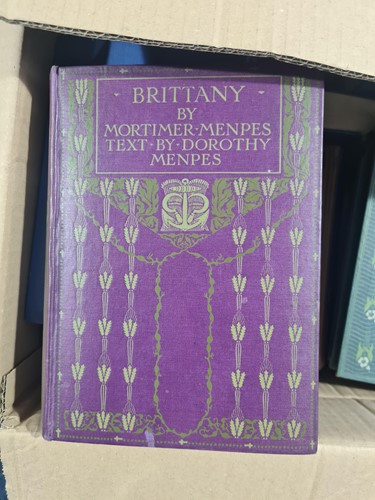 BRITTANY
BY
MORTIMER·MENPES
TEXT·BY·DOROTHY
MENPES